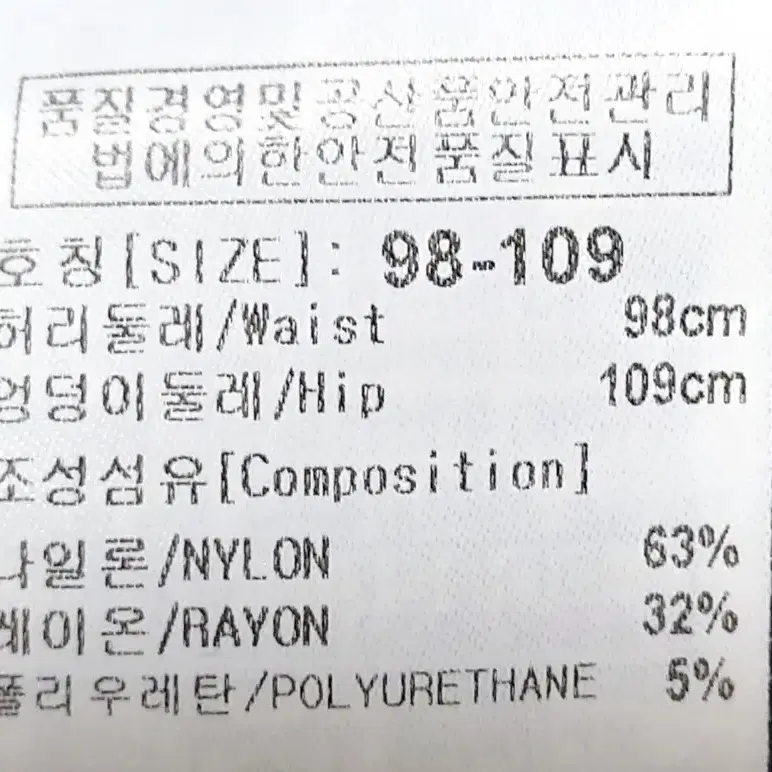 품질경영및공산품안전관리
법에의한안전품질표시
호칭[SIZE]: 98-109
허리둘레/Waist 98cm
엉덩이둘레/Hip 109cm
조성섬유[Composition]
나일론/NYLON 63%
레이온/RAYON 32%
폴리우레탄/POLYURETHANE 5%